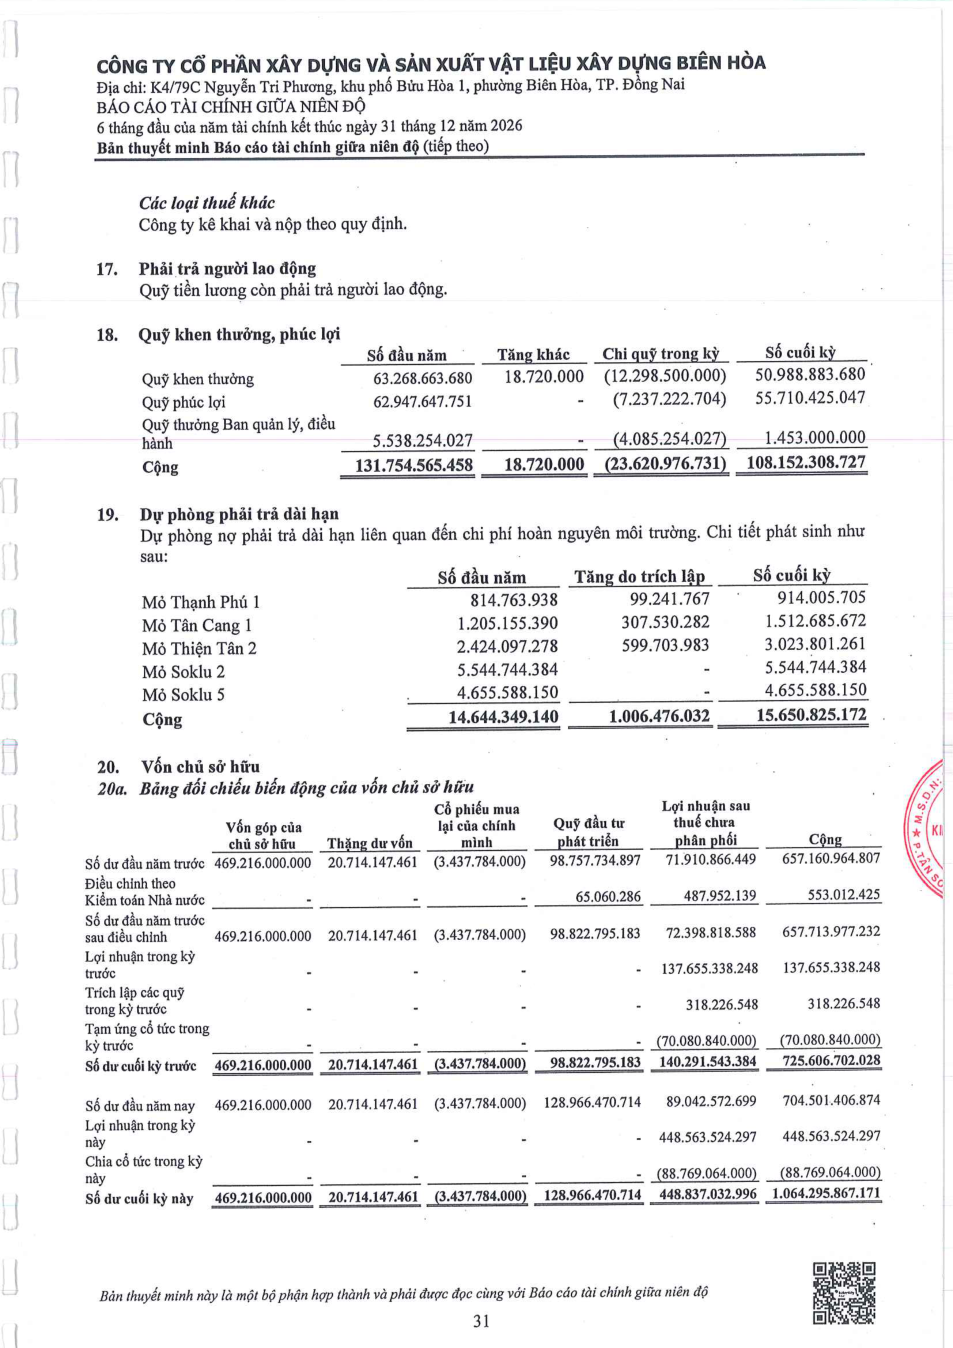 CÔNG TY CỔ PHẦN XÂY DỰNG VÀ SẢN XUẤT VẬT LIỆU XÂY DỰNG BIÊN HÒA
Địa chỉ: K4/79C Nguyễn Tri Phương, khu phố Bửu Hòa 1, phường Biên Hòa, TP. Đồng Nai
BÁO CÁO TÀI CHÍNH GIỮA NIÊN ĐỘ
6 tháng đầu của năm tài chính kết thúc ngày 31 tháng 12 năm 2026
Bản thuyết minh Báo cáo tài chính giữa niên độ (tiếp theo)
Các loại thuế khác
Công ty kê khai và nộp theo quy định.
17. Phải trả người lao động
Quỹ tiền lương còn phải trả người lao động.
18. Quỹ khen thưởng, phúc lợi
Số đầu năm Tăng khác Chi quỹ trong kỳ Số cuối kỳ
Quỹ khen thưởng 63.268.663.680 18.720.000 (12.298.500.000) 50.988.883.680
Quỹ phúc lợi 62.947.647.751 - (7.237.222.704) 55.710.425.047
Quỹ thưởng Ban quản lý, điều
hành 5.538.254.027 - (4.085.254.027) 1.453.000.000
Cộng 131.754.565.458 18.720.000 (23.620.976.731) 108.152.308.727
19. Dự phòng phải trả dài hạn
Dự phòng nợ phải trả dài hạn liên quan đến chi phí hoàn nguyên môi trường. Chi tiết phát sinh như
sau:
Số đầu năm Tăng do trích lập Số cuối kỳ
Mỏ Thạnh Phú 1 814.763.938 99.241.767 914.005.705
Mỏ Tân Cang 1 1.205.155.390 307.530.282 1.512.685.672
Mỏ Thiện Tân 2 2.424.097.278 599.703.983 3.023.801.261
Mỏ Soklu 2 5.544.744.384 - 5.544.744.384
Mỏ Soklu 5 4.655.588.150 - 4.655.588.150
Cộng 14.644.349.140 1.006.476.032 15.650.825.172
20. Vốn chủ sở hữu
20a. Bảng đối chiếu biến động của vốn chủ sở hữu
Vốn góp của chủ sở hữu Thặng dư vốn Cổ phiếu mua lại của chính mình Quỹ đầu tư phát triển Lợi nhuận sau thuế chưa phân phối Cộng
Số dư đầu năm trước 469.216.000.000 20.714.147.461 (3.437.784.000) 98.757.734.897 71.910.866.449 657.160.964.807
Điều chỉnh theo
Kiểm toán Nhà nước - - - 65.060.286 487.952.139 553.012.425
Số dư đầu năm trước
sau điều chỉnh 469.216.000.000 20.714.147.461 (3.437.784.000) 98.822.795.183 72.398.818.588 657.713.977.232
Lợi nhuận trong kỳ
trước - - - - 137.655.338.248 137.655.338.248
Trích lập các quỹ
trong kỳ trước - - - - 318.226.548 318.226.548
Tạm ứng cổ tức trong
kỳ trước - - - - (70.080.840.000) (70.080.840.000)
Số dư cuối kỳ trước 469.216.000.000 20.714.147.461 (3.437.784.000) 98.822.795.183 140.291.543.384 725.606.702.028
Số dư đầu năm nay 469.216.000.000 20.714.147.461 (3.437.784.000) 128.966.470.714 89.042.572.699 704.501.406.874
Lợi nhuận trong kỳ
này - - - - 448.563.524.297 448.563.524.297
Chia cổ tức trong kỳ
này - - - - (88.769.064.000) (88.769.064.000)
Số dư cuối kỳ này 469.216.000.000 20.714.147.461 (3.437.784.000) 128.966.470.714 448.837.032.996 1.064.295.867.171
M.S.D.N:
P.TÂN
Bản thuyết minh này là một bộ phận hợp thành và phải được đọc cùng với Báo cáo tài chính giữa niên độ
31